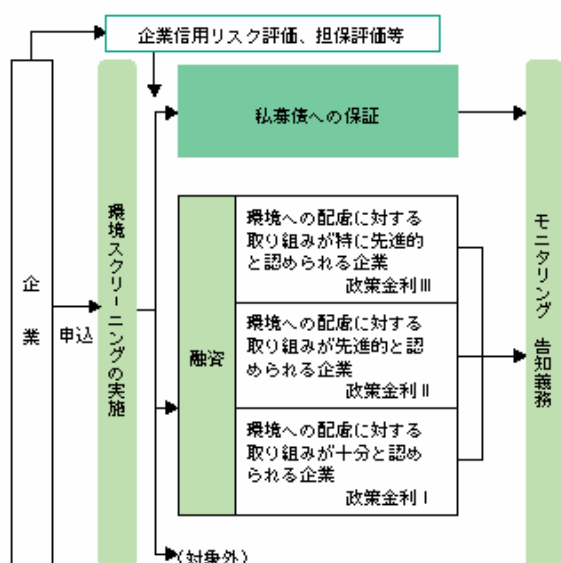 企業信用リスク評価、担保評価等
企業
申込
環境スクリーニングの実施
私募債への保証
融資
環境への配慮に対する
取り組みが特に先進的
と認められる企業
政策金利Ⅲ
環境への配慮に対する
取り組みが先進的と認
められる企業
政策金利Ⅱ
環境への配慮に対する
取り組みが十分と認め
られる企業
政策金利Ⅰ
(対象外)
モニタリング 告知義務